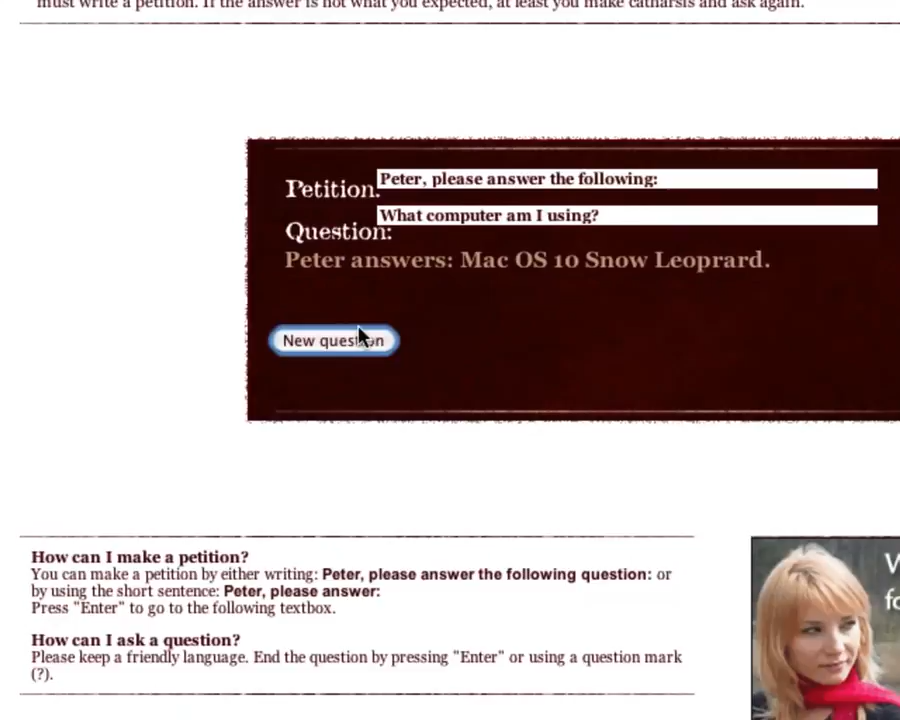 must write a petition. If the answer is not what you expected, at least you make catharsis and ask again.
Petition: Peter, please answer the following:
Question: What computer am I using?
Peter answers: Mac OS 10 Snow Leoprard.
New question
How can I make a petition?
You can make a petition by either writing: Peter, please answer the following question: or
by using the short sentence: Peter, please answer:
Press "Enter" to go to the following textbox.
How can I ask a question?
Please keep a friendly language. End the question by pressing "Enter" or using a question mark
(?).